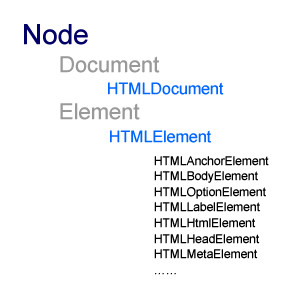 Node
Document
HTMLDocument
Element
HTMLElement
HTMLAnchorElement
HTMLBodyElement
HTMLOptionElement
HTMLLabelElement
HTMLHtmlElement
HTMLHeadElement
HTMLMetaElement
……